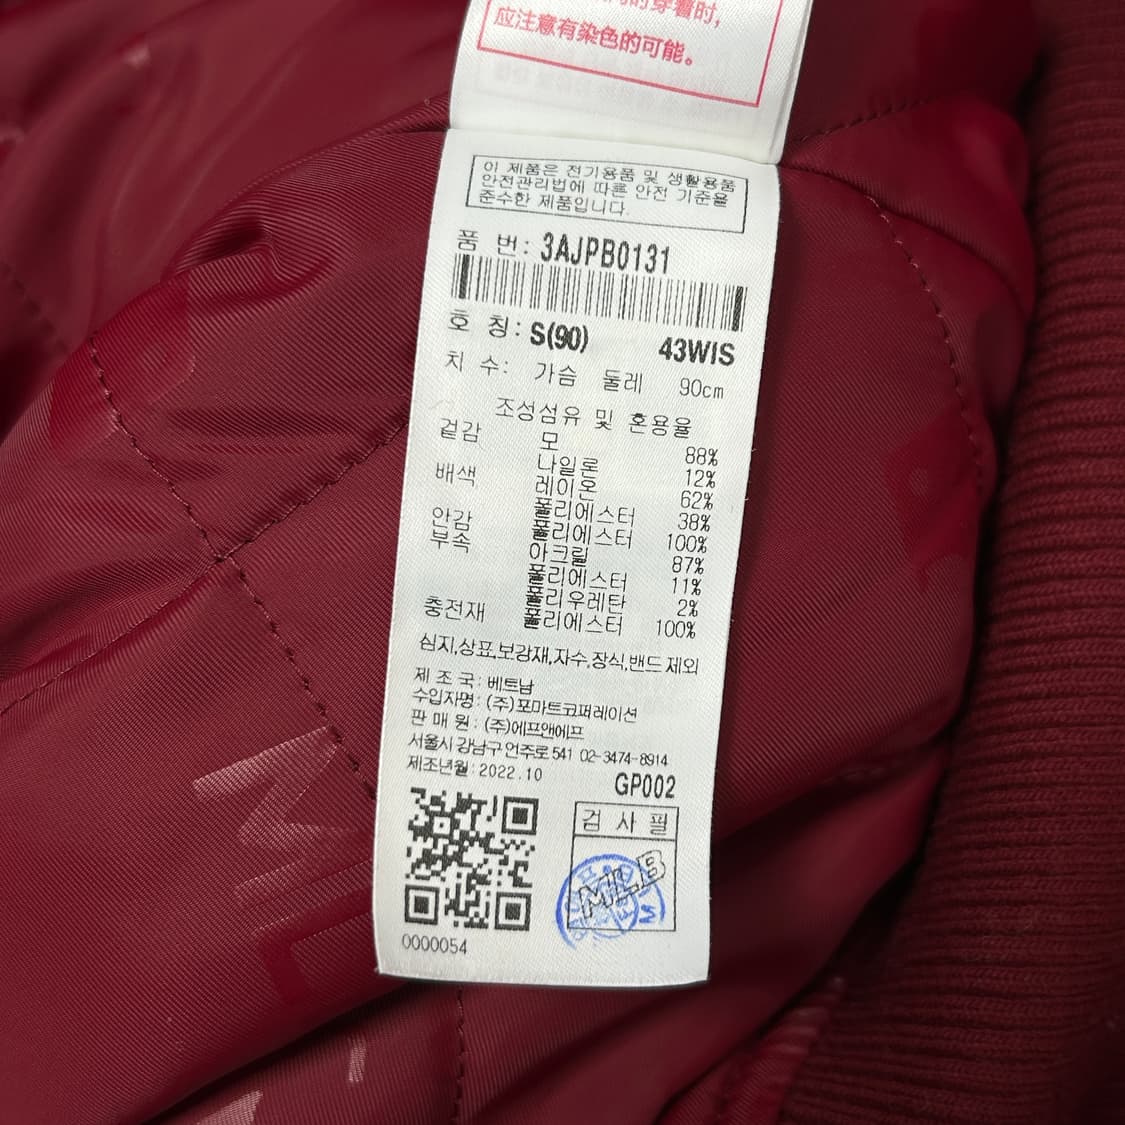 穿着时，
应注意有染色的可能。
이 제품은 전기용품 및 생활용품
안전관리법에 따른 안전 기준을
준수한 제품입니다.
품 번: 3AJPB0131
호 칭: S(90) 43WIS
치 수: 가슴 둘레 90cm
조성섬유 및 혼용율
겉감 모 88%
나일론 12%
배색 레이온 62%
폴리에스터 38%
안감 폴리에스터 100%
부속 아크릴 87%
폴리에스터 11%
폴리우레탄 2%
충전재 폴리에스터 100%
심지,상표,보강재,자수,장식,밴드 제외
제 조 국: 베트남
수입자명: (주)포마트코퍼레이션
판 매 원: (주)에프앤에프
서울시 강남구 언주로 541 02-3474-8914
제조년월: 2022.10
GP002
검 사 필
MLB
0000054